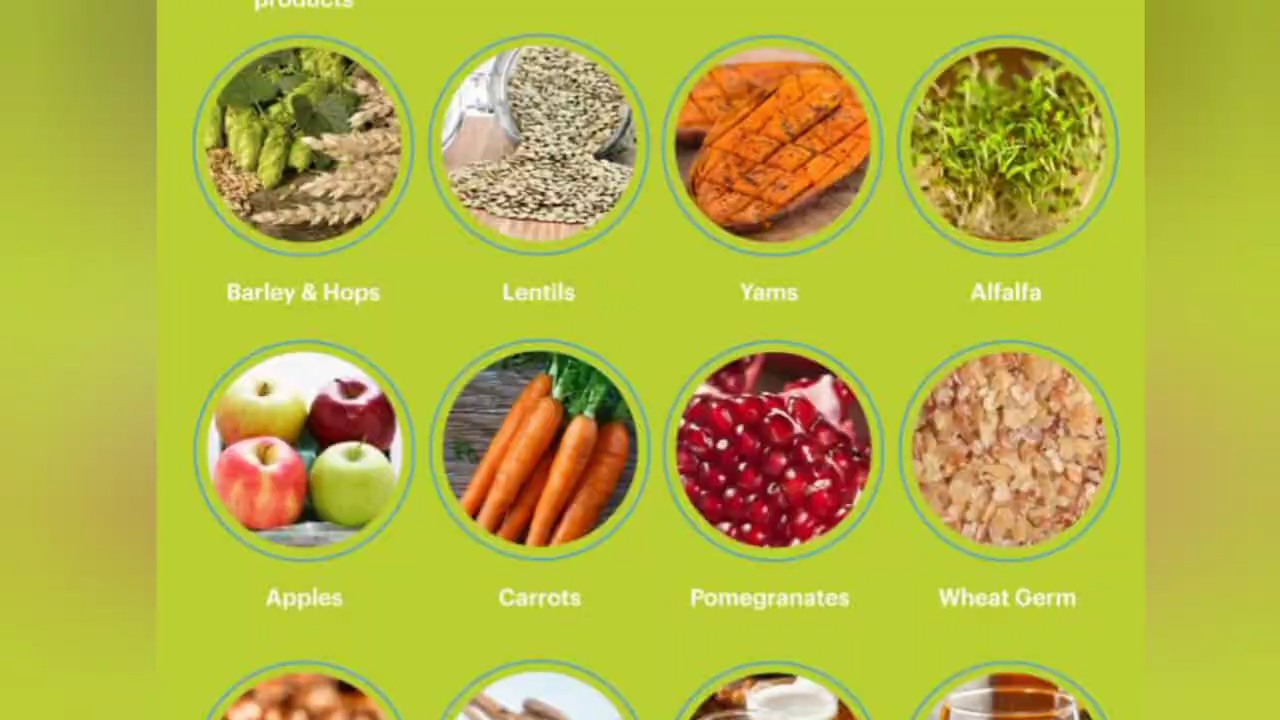 products
Barley & Hops
Lentils
Yams
Alfalfa
Apples
Carrots
Pomegranates
Wheat Germ